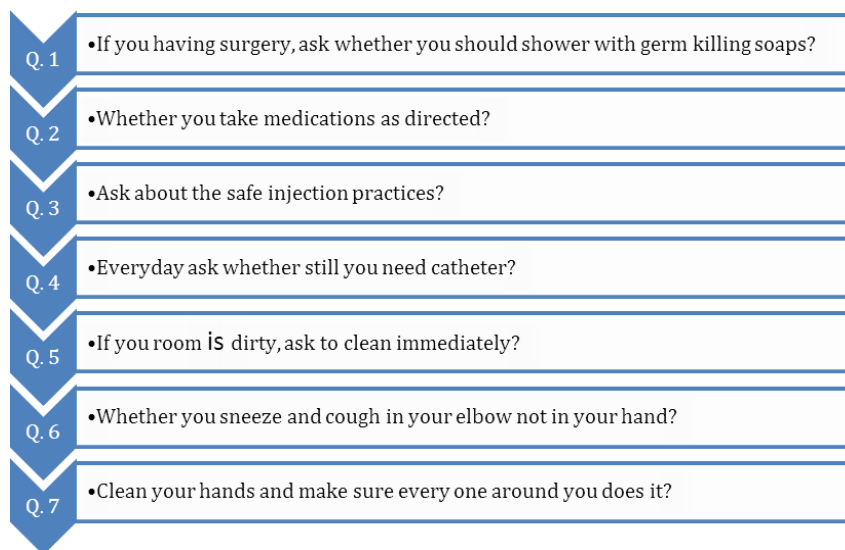 Q. 1 •If you having surgery, ask whether you should shower with germ killing soaps?
Q. 2 •Whether you take medications as directed?
Q. 3 •Ask about the safe injection practices?
Q. 4 •Everyday ask whether still you need catheter?
Q. 5 •If you room is dirty, ask to clean immediately?
Q. 6 •Whether you sneeze and cough in your elbow not in your hand?
Q. 7 •Clean your hands and make sure every one around you does it?